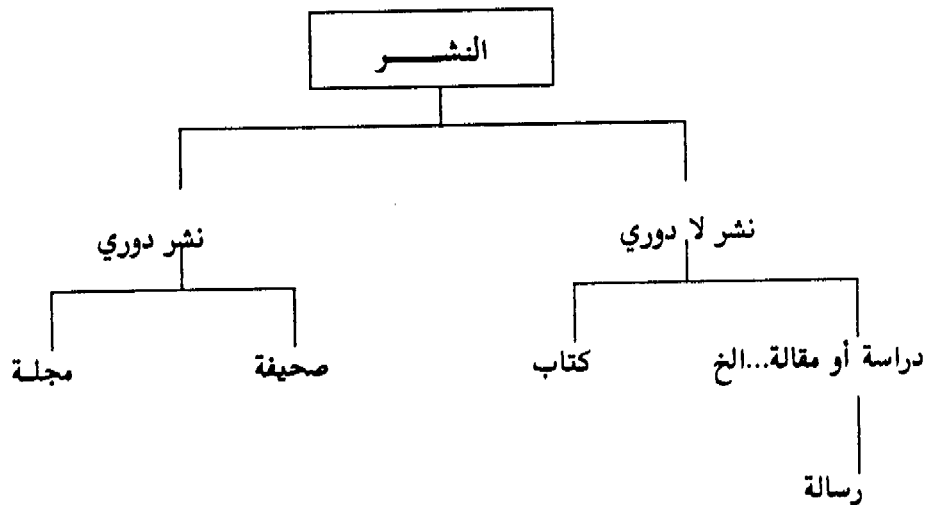 النشـــر
نشر لا دوري
نشر دوري
دراسة أو مقالة...الخ
كتاب
صحيفة
مجلـة
رسالة